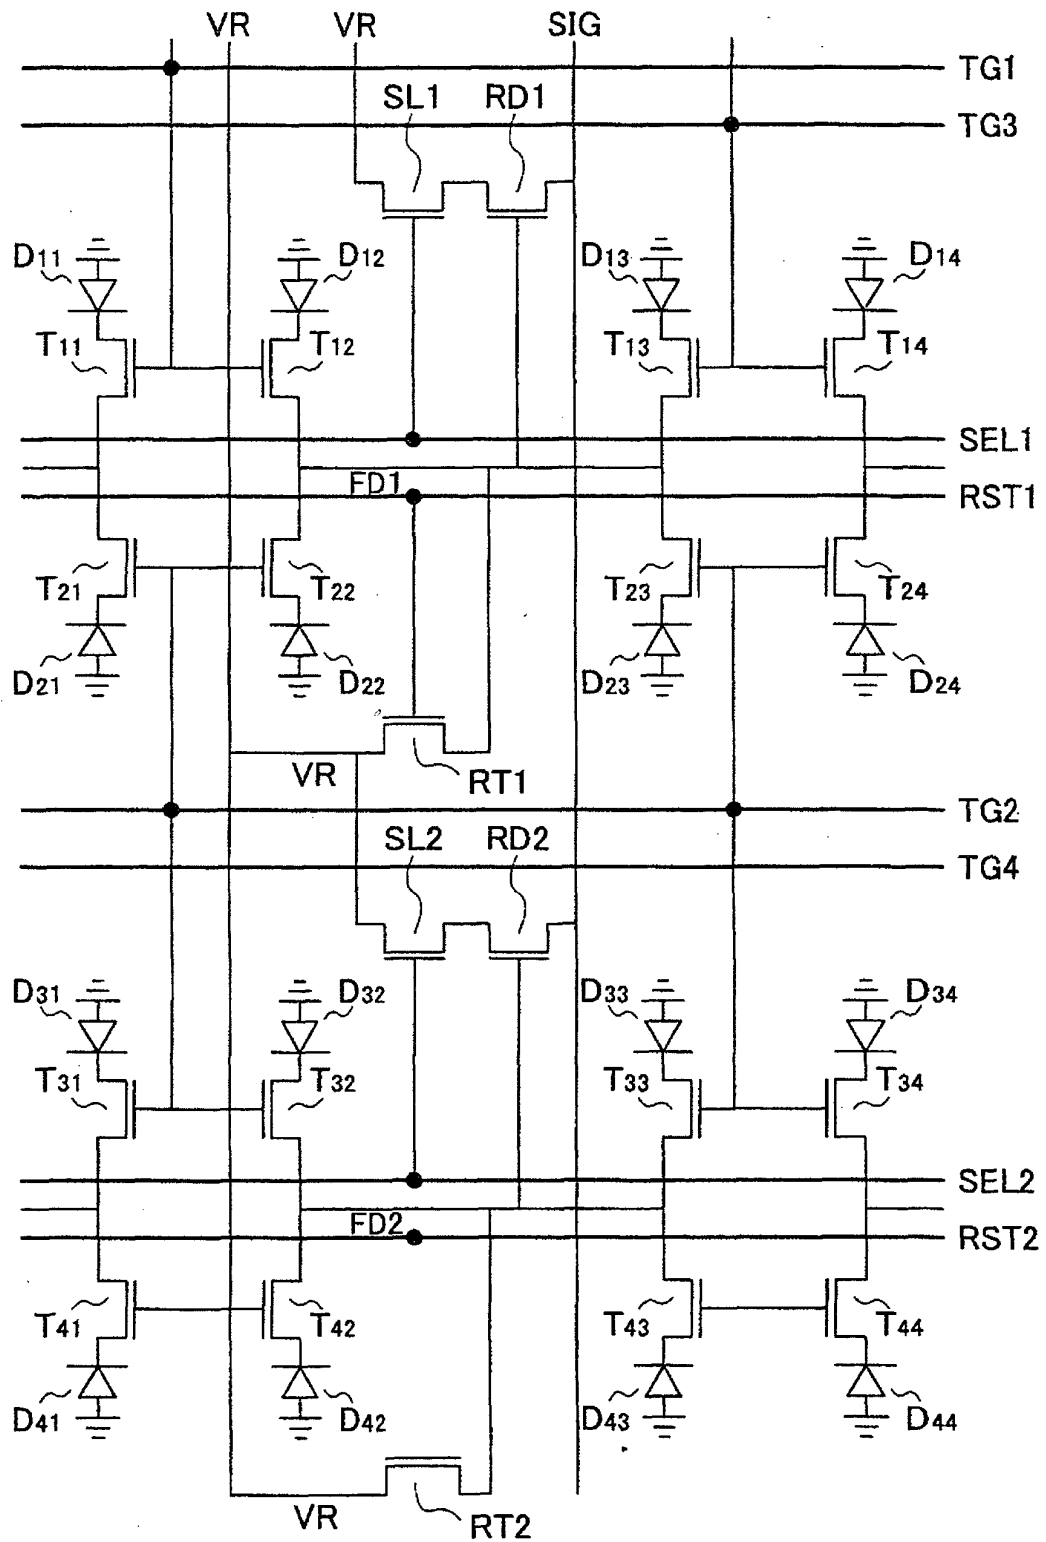 VR VR SIG
TG1
SL1 RD1
TG3
D11 D12 D13 D14
T11 T12 T13 T14
SEL1
FD1
RST1
T21 T22 T23 T24
D21 D22 D23 D24
VR RT1
TG2
SL2 RD2
TG4
D31 D32 D33 D34
T31 T32 T33 T34
SEL2
FD2
RST2
T41 T42 T43 T44
D41 D42 D43 D44
VR RT2